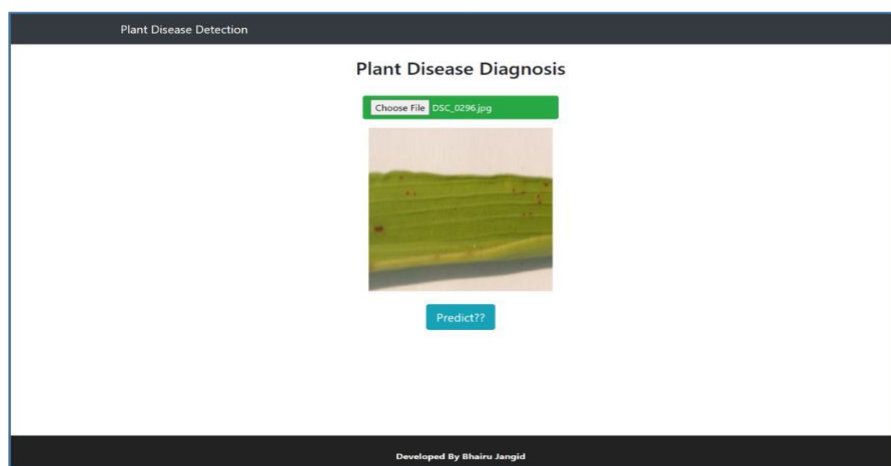 Plant Disease Detection
Plant Disease Diagnosis
Choose File DSC_0296.jpg
Predict??
Developed By Bhairu Jangid